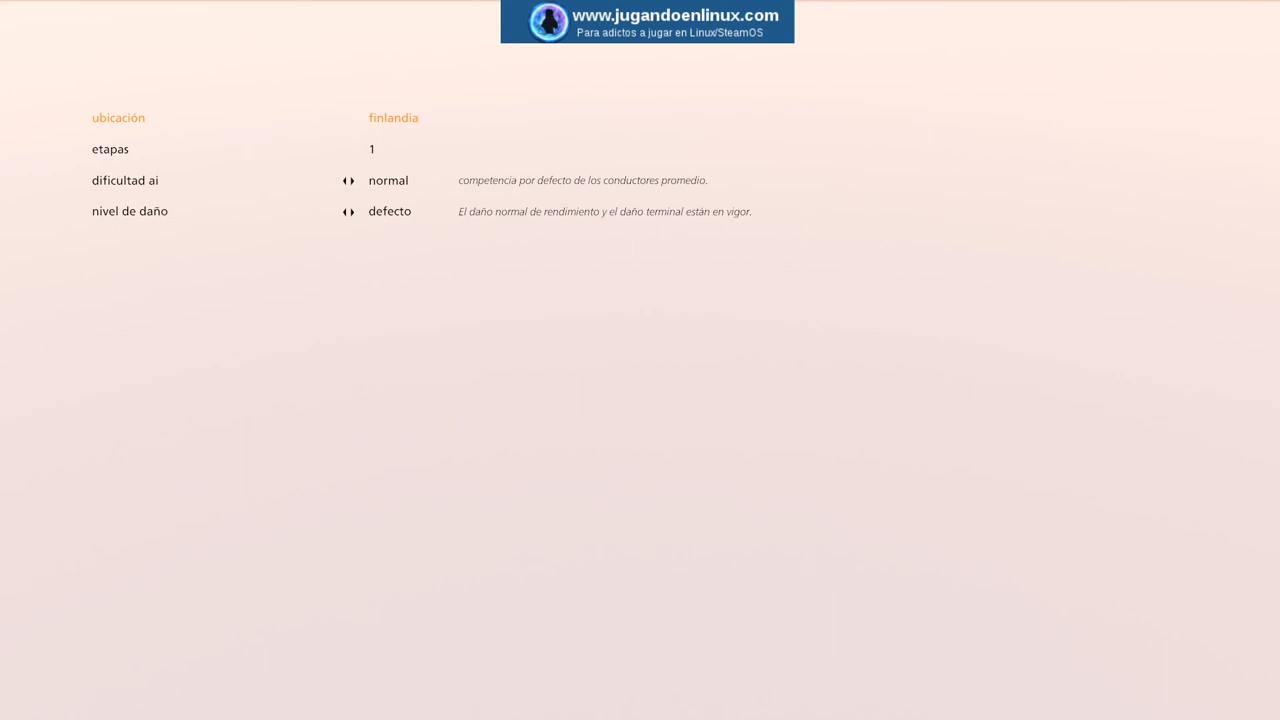 www.jugandoenlinux.com
Para adictos a jugar en Linux/SteamOS
ubicación finlandia
etapas 1
dificultad ai normal competencia por defecto de los conductores promedio.
nivel de daño defecto El daño normal de rendimiento y el daño terminal están en vigor.